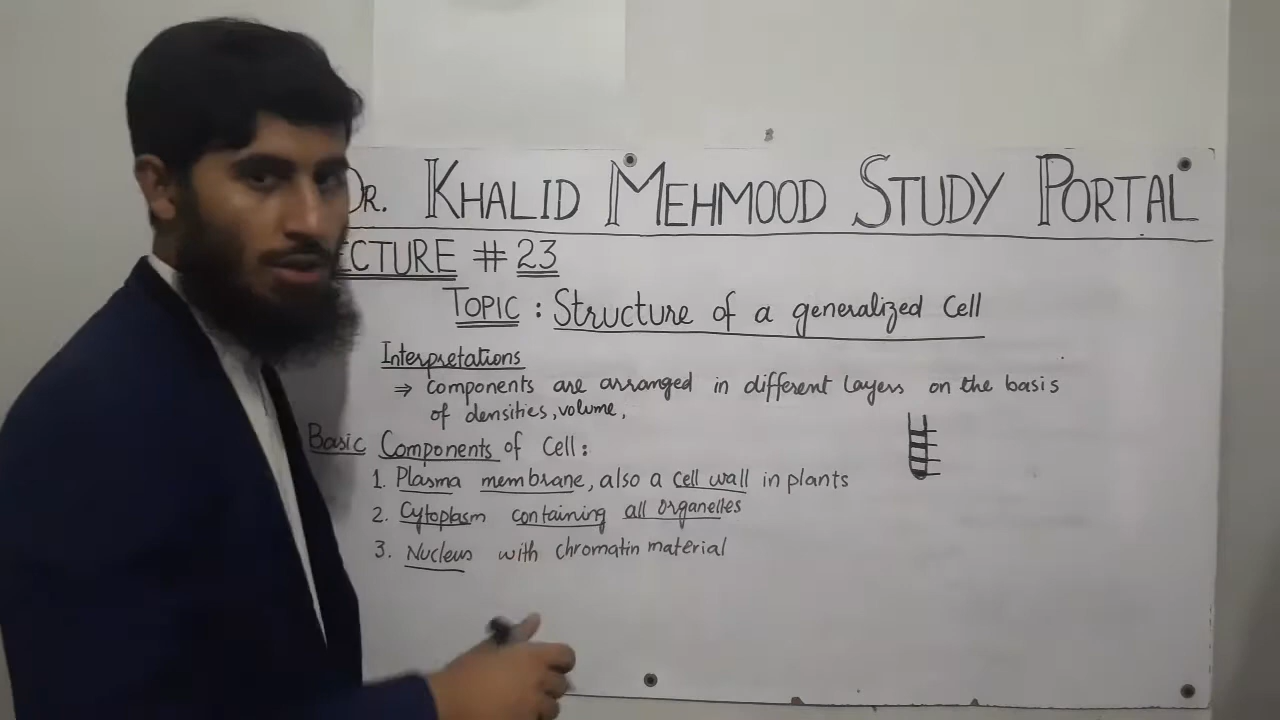 Dr. Khalid Mehmood Study Portal
ECTURE # 23
Topic : Structure of a generalized Cell
Interpretations
⇒ Components are arranged in different layers on the basis
of densities, volume,
Basic Components of Cell:
1. Plasma membrane, also a cell wall in plants
2. Cytoplasm containing all organelles
3. Nucleus with chromatin material